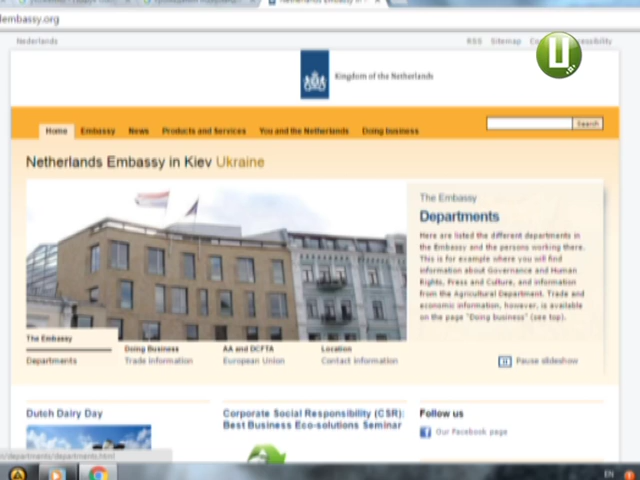 lembassy.org
Nederlands
RSS Sitemap
Kingdom of the Netherlands
Home Embassy News Products and Services You and the Netherlands Doing business
Search
Netherlands Embassy in Kiev Ukraine
The Embassy
Departments
Here are listed the different departments in
the Embassy and the persons working there.
This is for example where you will find
information about Governance and Human
Rights, Press and Culture, and information
from the Agricultural Department. Trade and
economic information, however, is available
on the page "Doing business" (see top).
The Embassy
Departments
Doing Business
Trade information
AA and DCFTA
European Union
Location
Contact information
Pause slideshow
Dutch Dairy Day
Corporate Social Responsibility (CSR):
Best Business Eco-solutions Seminar
Follow us
Our Facebook page
/departments/departments.html
EN